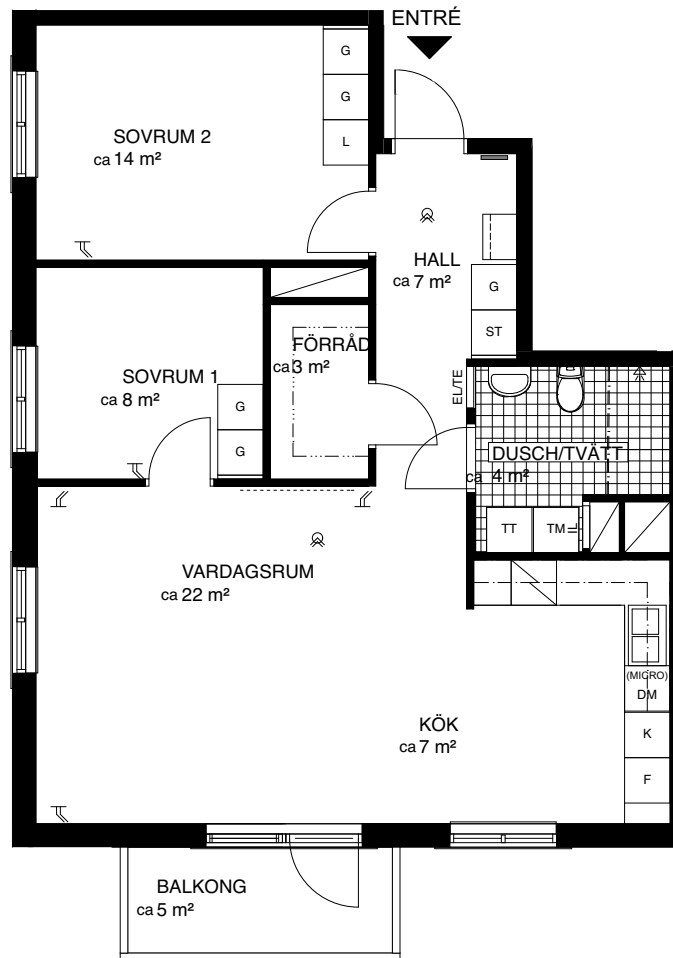 ENTRÉ
G
G
L
SOVRUM 2
ca 14 m²
HALL
ca 7 m²
G
ST
FÖRRÅD
ca 3 m²
SOVRUM 1
ca 8 m²
G
G
EL/TE
DUSCH/TVÄTT
ca 4 m²
TT
TM
IL
VARDAGSRUM
ca 22 m²
(MICRO)
DM
K
F
KÖK
ca 7 m²
BALKONG
ca 5 m²